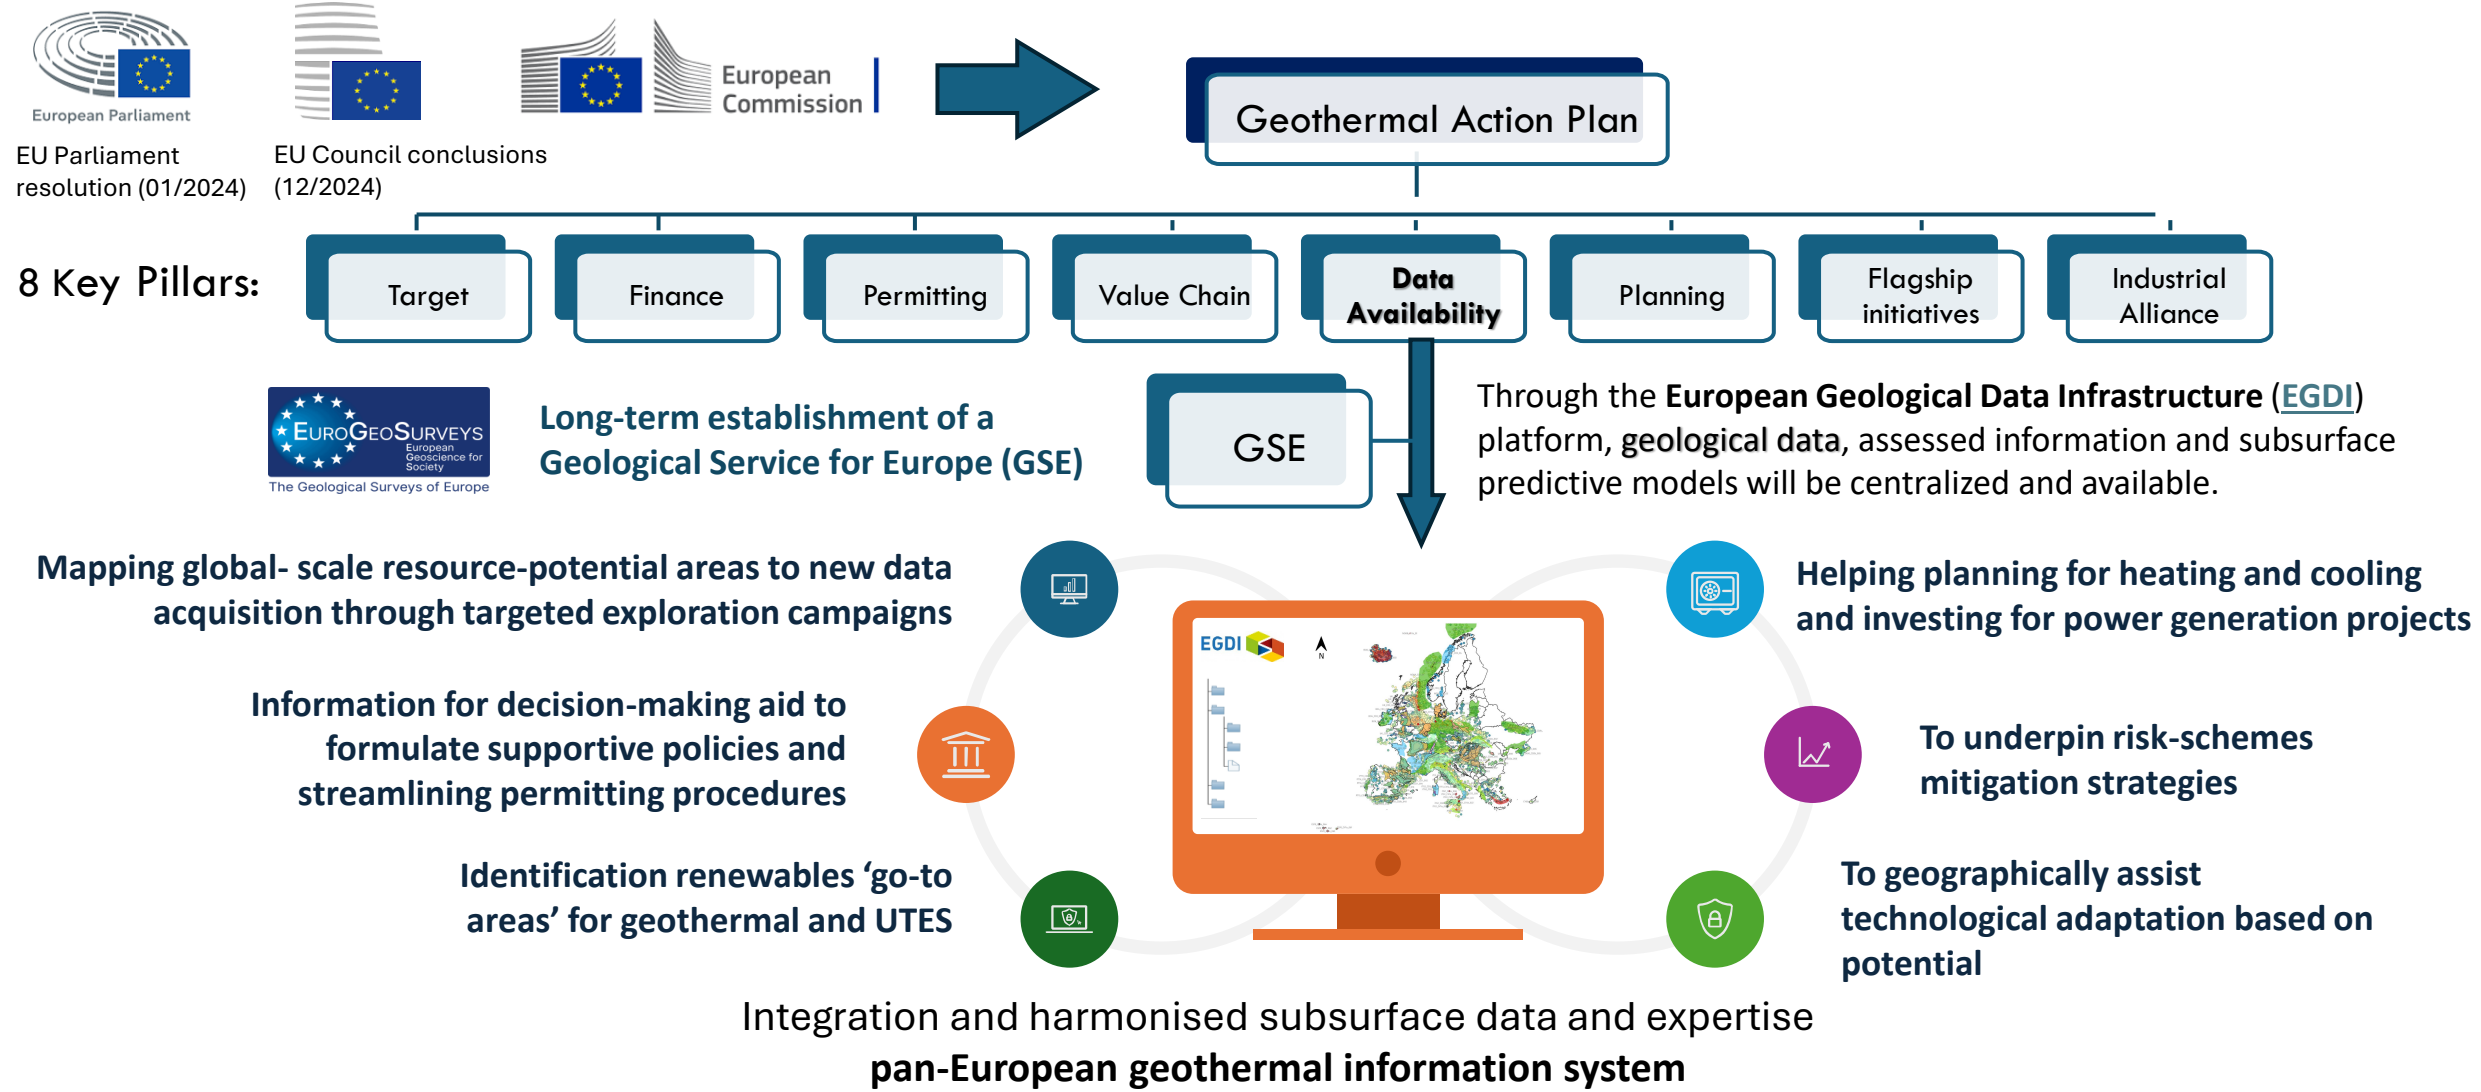 European Parliament
European
Commission
EU Parliament
resolution (01/2024)
EU Council conclusions
(12/2024)
Geothermal Action Plan
8 Key Pillars:
Target
Finance
Permitting
Value Chain
Data
Availability
Planning
Flagship
initiatives
Industrial
Alliance
EUROGEOSURVEYS
European
Geoscience for
Society
The Geological Surveys of Europe
Long-term establishment of a
Geological Service for Europe (GSE)
GSE
Through the European Geological Data Infrastructure (EGDI)
platform, geological data, assessed information and subsurface
predictive models will be centralized and available.
Mapping global- scale resource-potential areas to new data
acquisition through targeted exploration campaigns
Information for decision-making aid to
formulate supportive policies and
streamlining permitting procedures
Identification renewables ‘go-to
areas’ for geothermal and UTES
EGDI
N
Helping planning for heating and cooling
and investing for power generation projects
To underpin risk-schemes
mitigation strategies
To geographically assist
technological adaptation based on
potential
Integration and harmonised subsurface data and expertise
pan-European geothermal information system